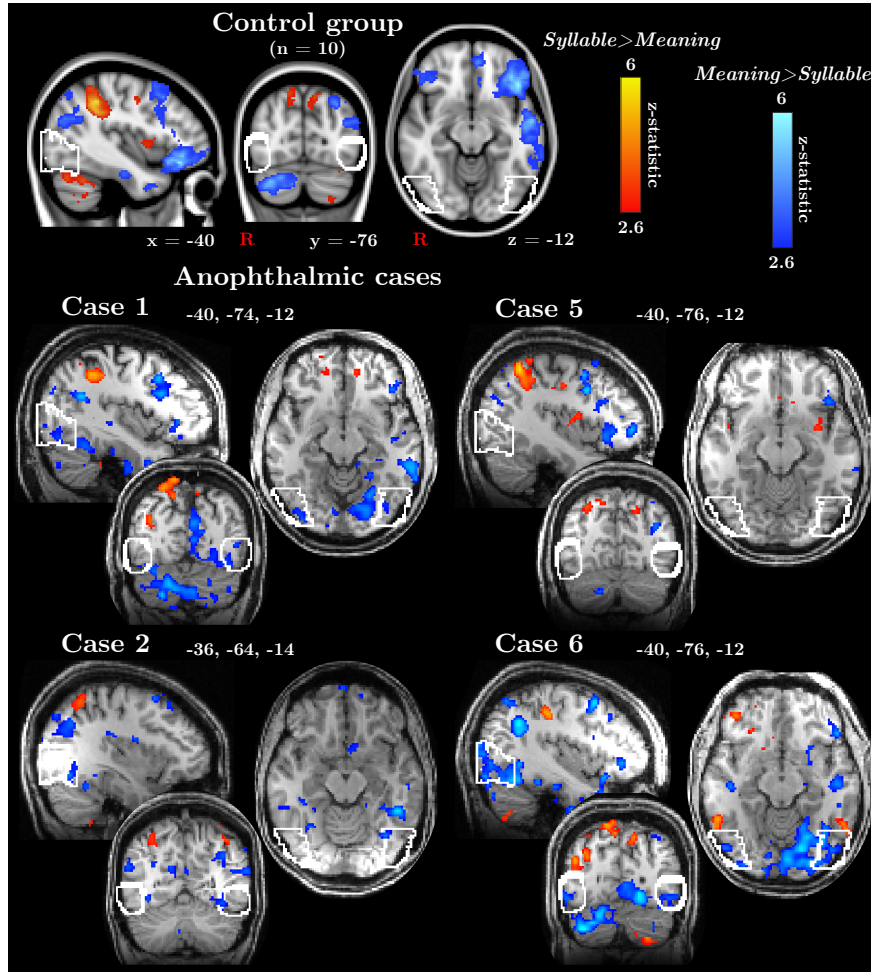 Control group
(n = 10)
Syllable>Meaning
6
z-statistic
2.6
Meaning>Syllable
6
z-statistic
2.6
x = -40
R
y = -76
R
z = -12
Anophthalmic cases
Case 1
-40, -74, -12
Case 5
-40, -76, -12
Case 2
-36, -64, -14
Case 6
-40, -76, -12